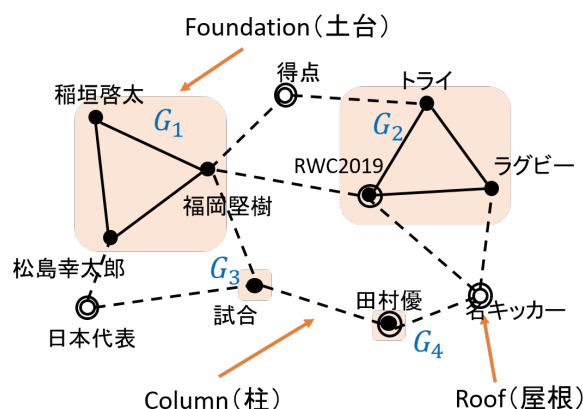 Foundation(土台)
得点
トライ
稲垣啓太
G1
G2
RWC2019
ラグビー
福岡堅樹
松島幸太郎
G3
田村優
試合
名キッカー
日本代表
G4
Column(柱)
Roof(屋根)